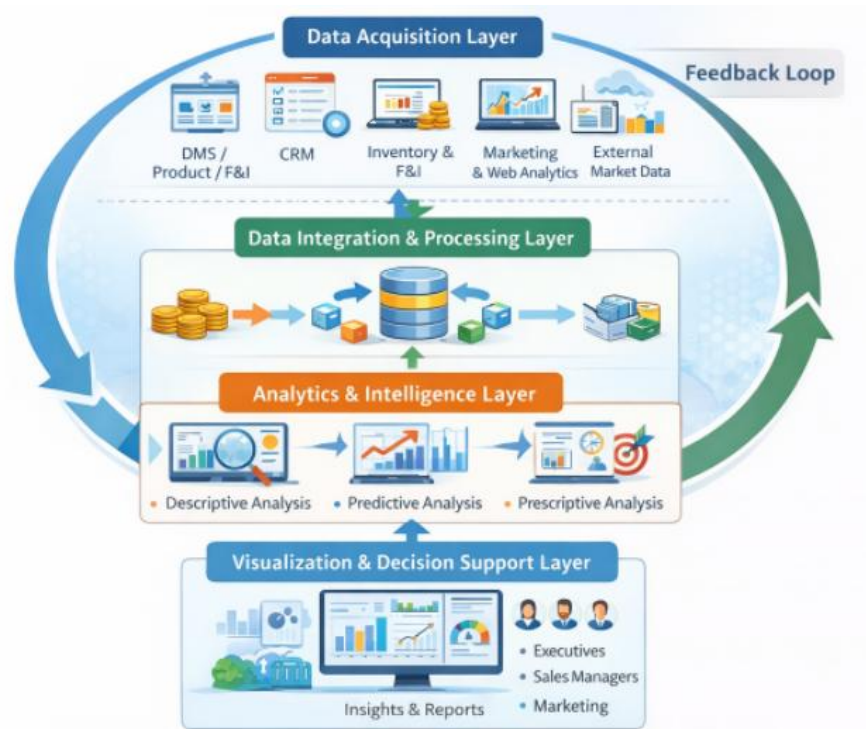 Data Acquisition Layer
Feedback Loop
DMS /
Product / F&I
CRM
Inventory &
F&I
Marketing
& Web Analytics
External
Market Data
Data Integration & Processing Layer
Analytics & Intelligence Layer
• Descriptive Analysis
• Predictive Analysis
• Prescriptive Analysis
Visualization & Decision Support Layer
Insights & Reports
• Executives
• Sales Managers
• Marketing